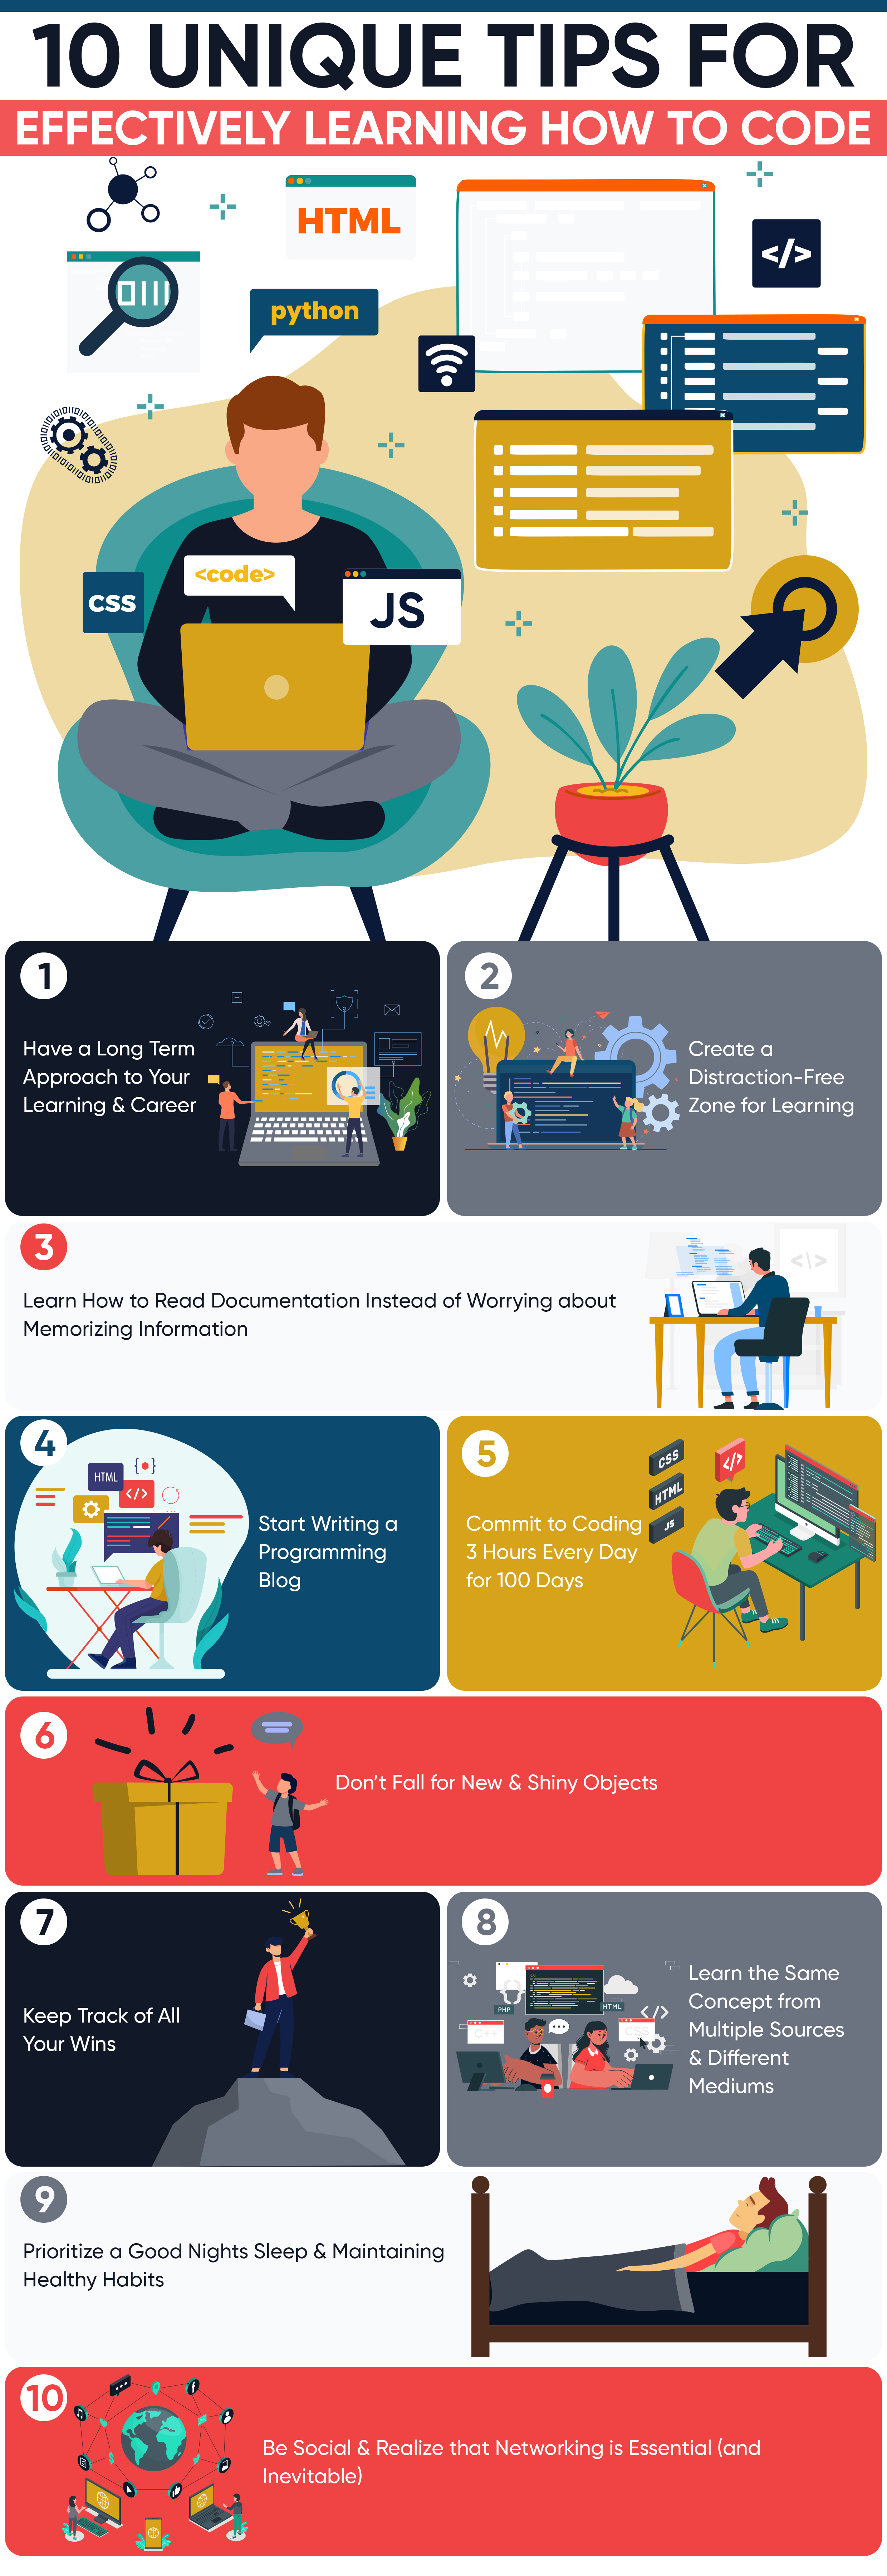 10 UNIQUE TIPS FOR
EFFECTIVELY LEARNING HOW TO CODE
HTML
</>
python
<code>
css
JS
1
Have a Long Term
Approach to Your
Learning & Career
2
Create a
Distraction-Free
Zone for Learning
3
</>
Learn How to Read Documentation Instead of Worrying about
Memorizing Information
4
HTML
{•}
</>
Start Writing a
Programming
Blog
5
CSS
HTML
JS
</>
Commit to Coding
3 Hours Every Day
for 100 Days
6
Don't Fall for New & Shiny Objects
7
Keep Track of All
Your Wins
8
PHP
HTML
</>
C++
CSS
Learn the Same
Concept from
Multiple Sources
& Different
Mediums
9
Prioritize a Good Nights Sleep & Maintaining
Healthy Habits
10
Be Social & Realize that Networking is Essential (and
Inevitable)